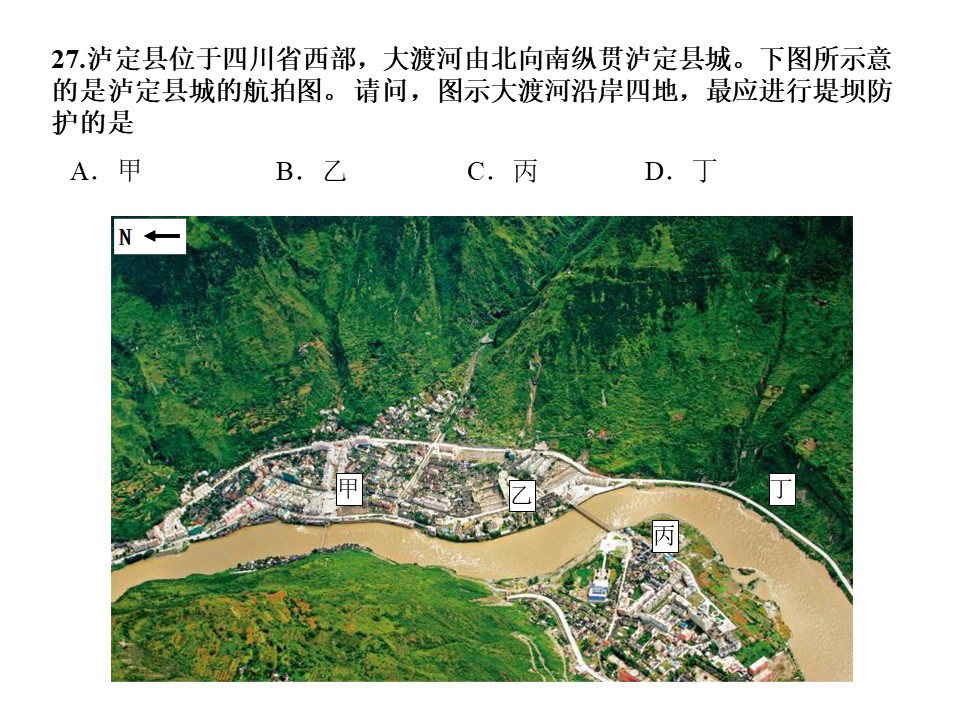 27.泸定县位于四川省西部，大渡河由北向南纵贯泸定县城。下图所示意
的是泸定县城的航拍图。 请问，图示大渡河沿岸四地，最应进行堤坝防
护的是
A．甲 B．乙 C．丙 D．丁
N
甲
乙
丁
丙